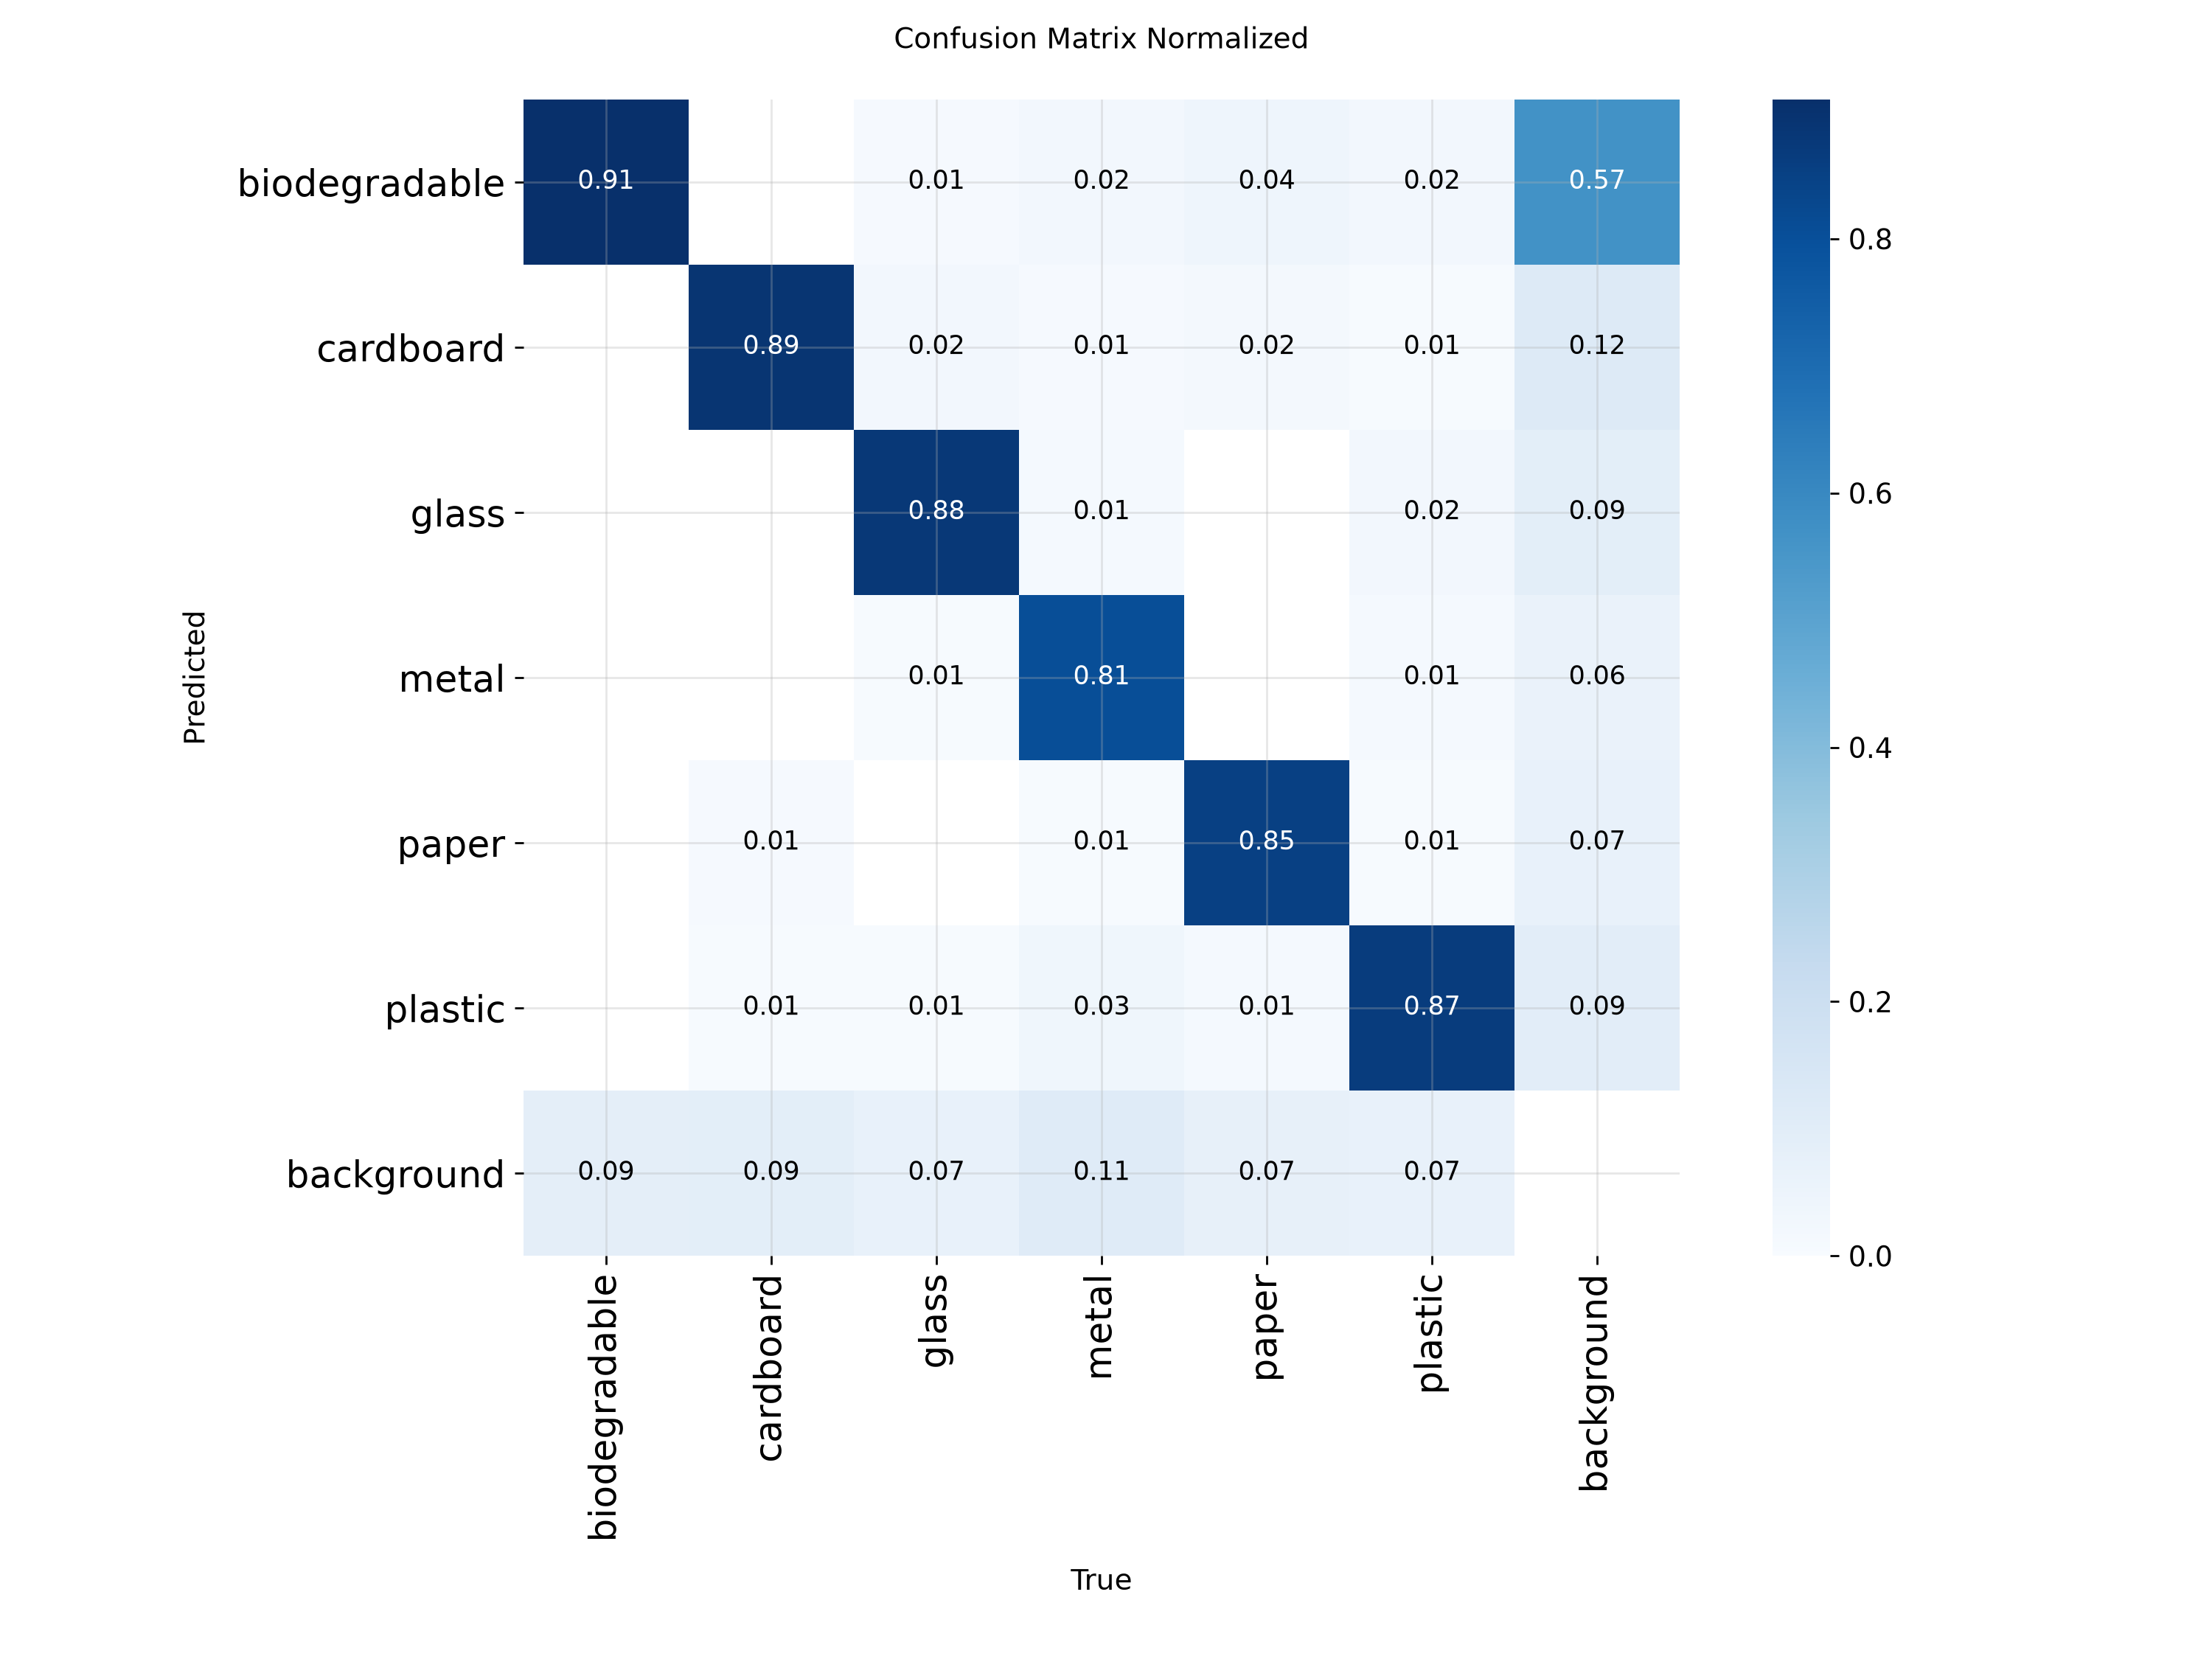 Confusion Matrix Normalized
biodegradable 0.91 0.01 0.02 0.04 0.02 0.57
cardboard 0.89 0.02 0.01 0.02 0.01 0.12
glass 0.88 0.01 0.02 0.09
metal 0.01 0.81 0.01 0.06
paper 0.01 0.01 0.85 0.01 0.07
plastic 0.01 0.01 0.03 0.01 0.87 0.09
background 0.09 0.09 0.07 0.11 0.07 0.07
Predicted
biodegradable
cardboard
glass
metal
paper
plastic
background
True
0.8
0.6
0.4
0.2
0.0